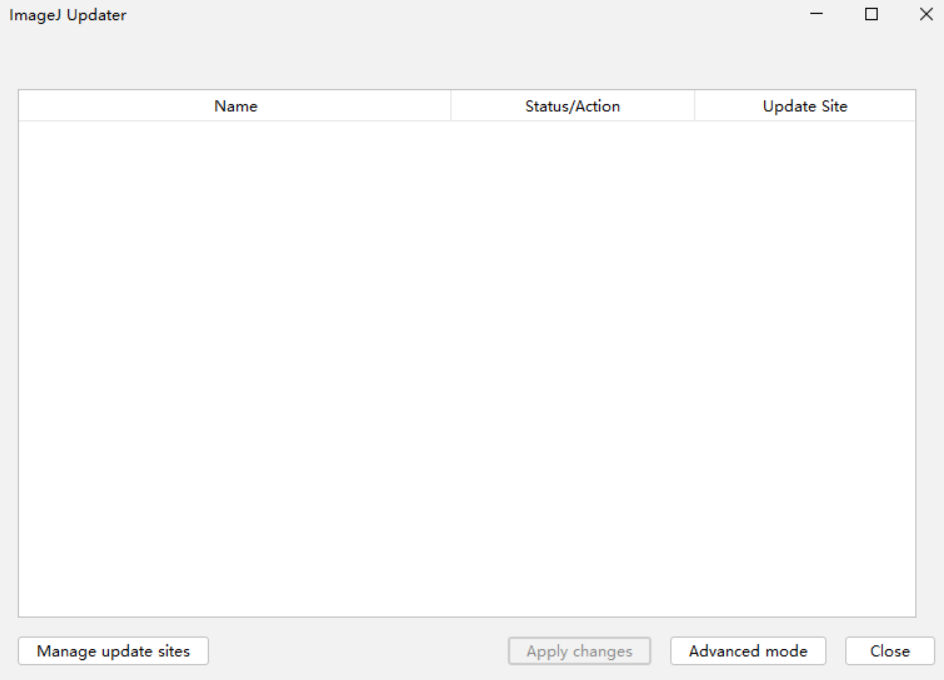 ImageJ Updater
Name Status/Action Update Site
Manage update sites Apply changes Advanced mode Close